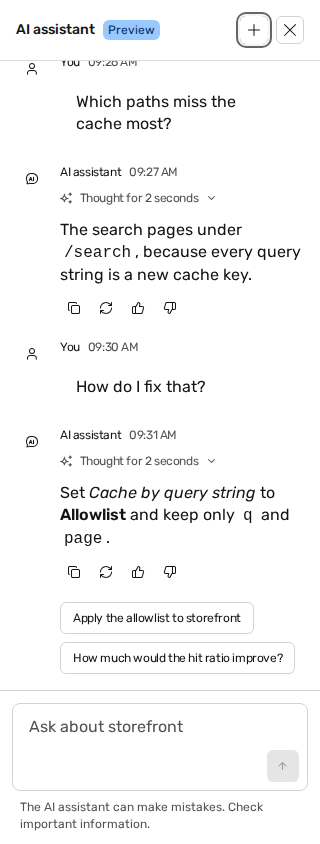 AI assistant Preview
You 09:26 AM
Which paths miss the
cache most?
AI assistant 09:27 AM
Thought for 2 seconds
The search pages under
/search, because every query
string is a new cache key.
You 09:30 AM
How do I fix that?
AI assistant 09:31 AM
Thought for 2 seconds
Set Cache by query string to
Allowlist and keep only q and
page.
Apply the allowlist to storefront
How much would the hit ratio improve?
Ask about storefront
The AI assistant can make mistakes. Check
important information.